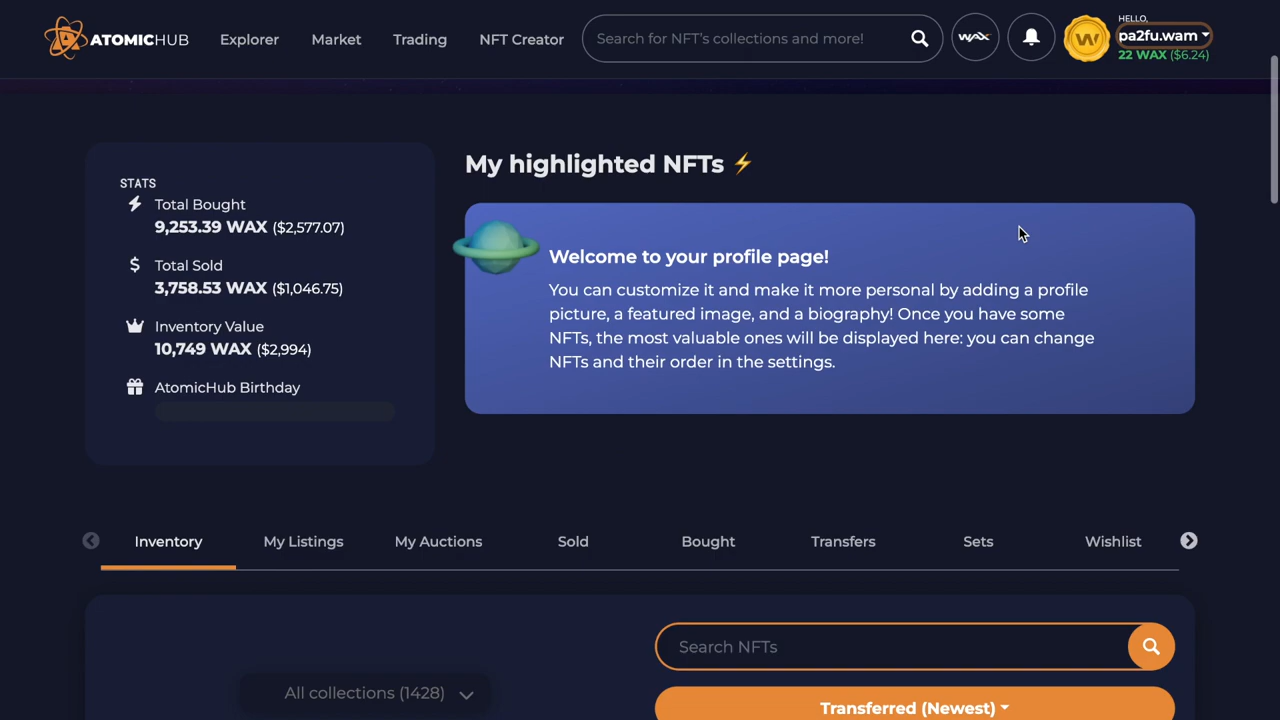 ATOMICHUB
Explorer
Market
Trading
NFT Creator
Search for NFT's collections and more!
WAX
HELLO,
pa2fu.wam
22 WAX ($6.24)
STATS
Total Bought
9,253.39 WAX ($2,577.07)
Total Sold
3,758.53 WAX ($1,046.75)
Inventory Value
10,749 WAX ($2,994)
AtomicHub Birthday
My highlighted NFTs ⚡
Welcome to your profile page!
You can customize it and make it more personal by adding a profile
picture, a featured image, and a biography! Once you have some
NFTs, the most valuable ones will be displayed here: you can change
NFTs and their order in the settings.
Inventory
My Listings
My Auctions
Sold
Bought
Transfers
Sets
Wishlist
All collections (1428)
Search NFTs
Transferred (Newest)